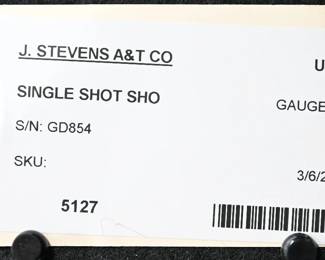 J. STEVENS A&T CO
U
SINGLE SHOT SHO
GAUGE
S/N: GD854
SKU:
3/6/2
5127